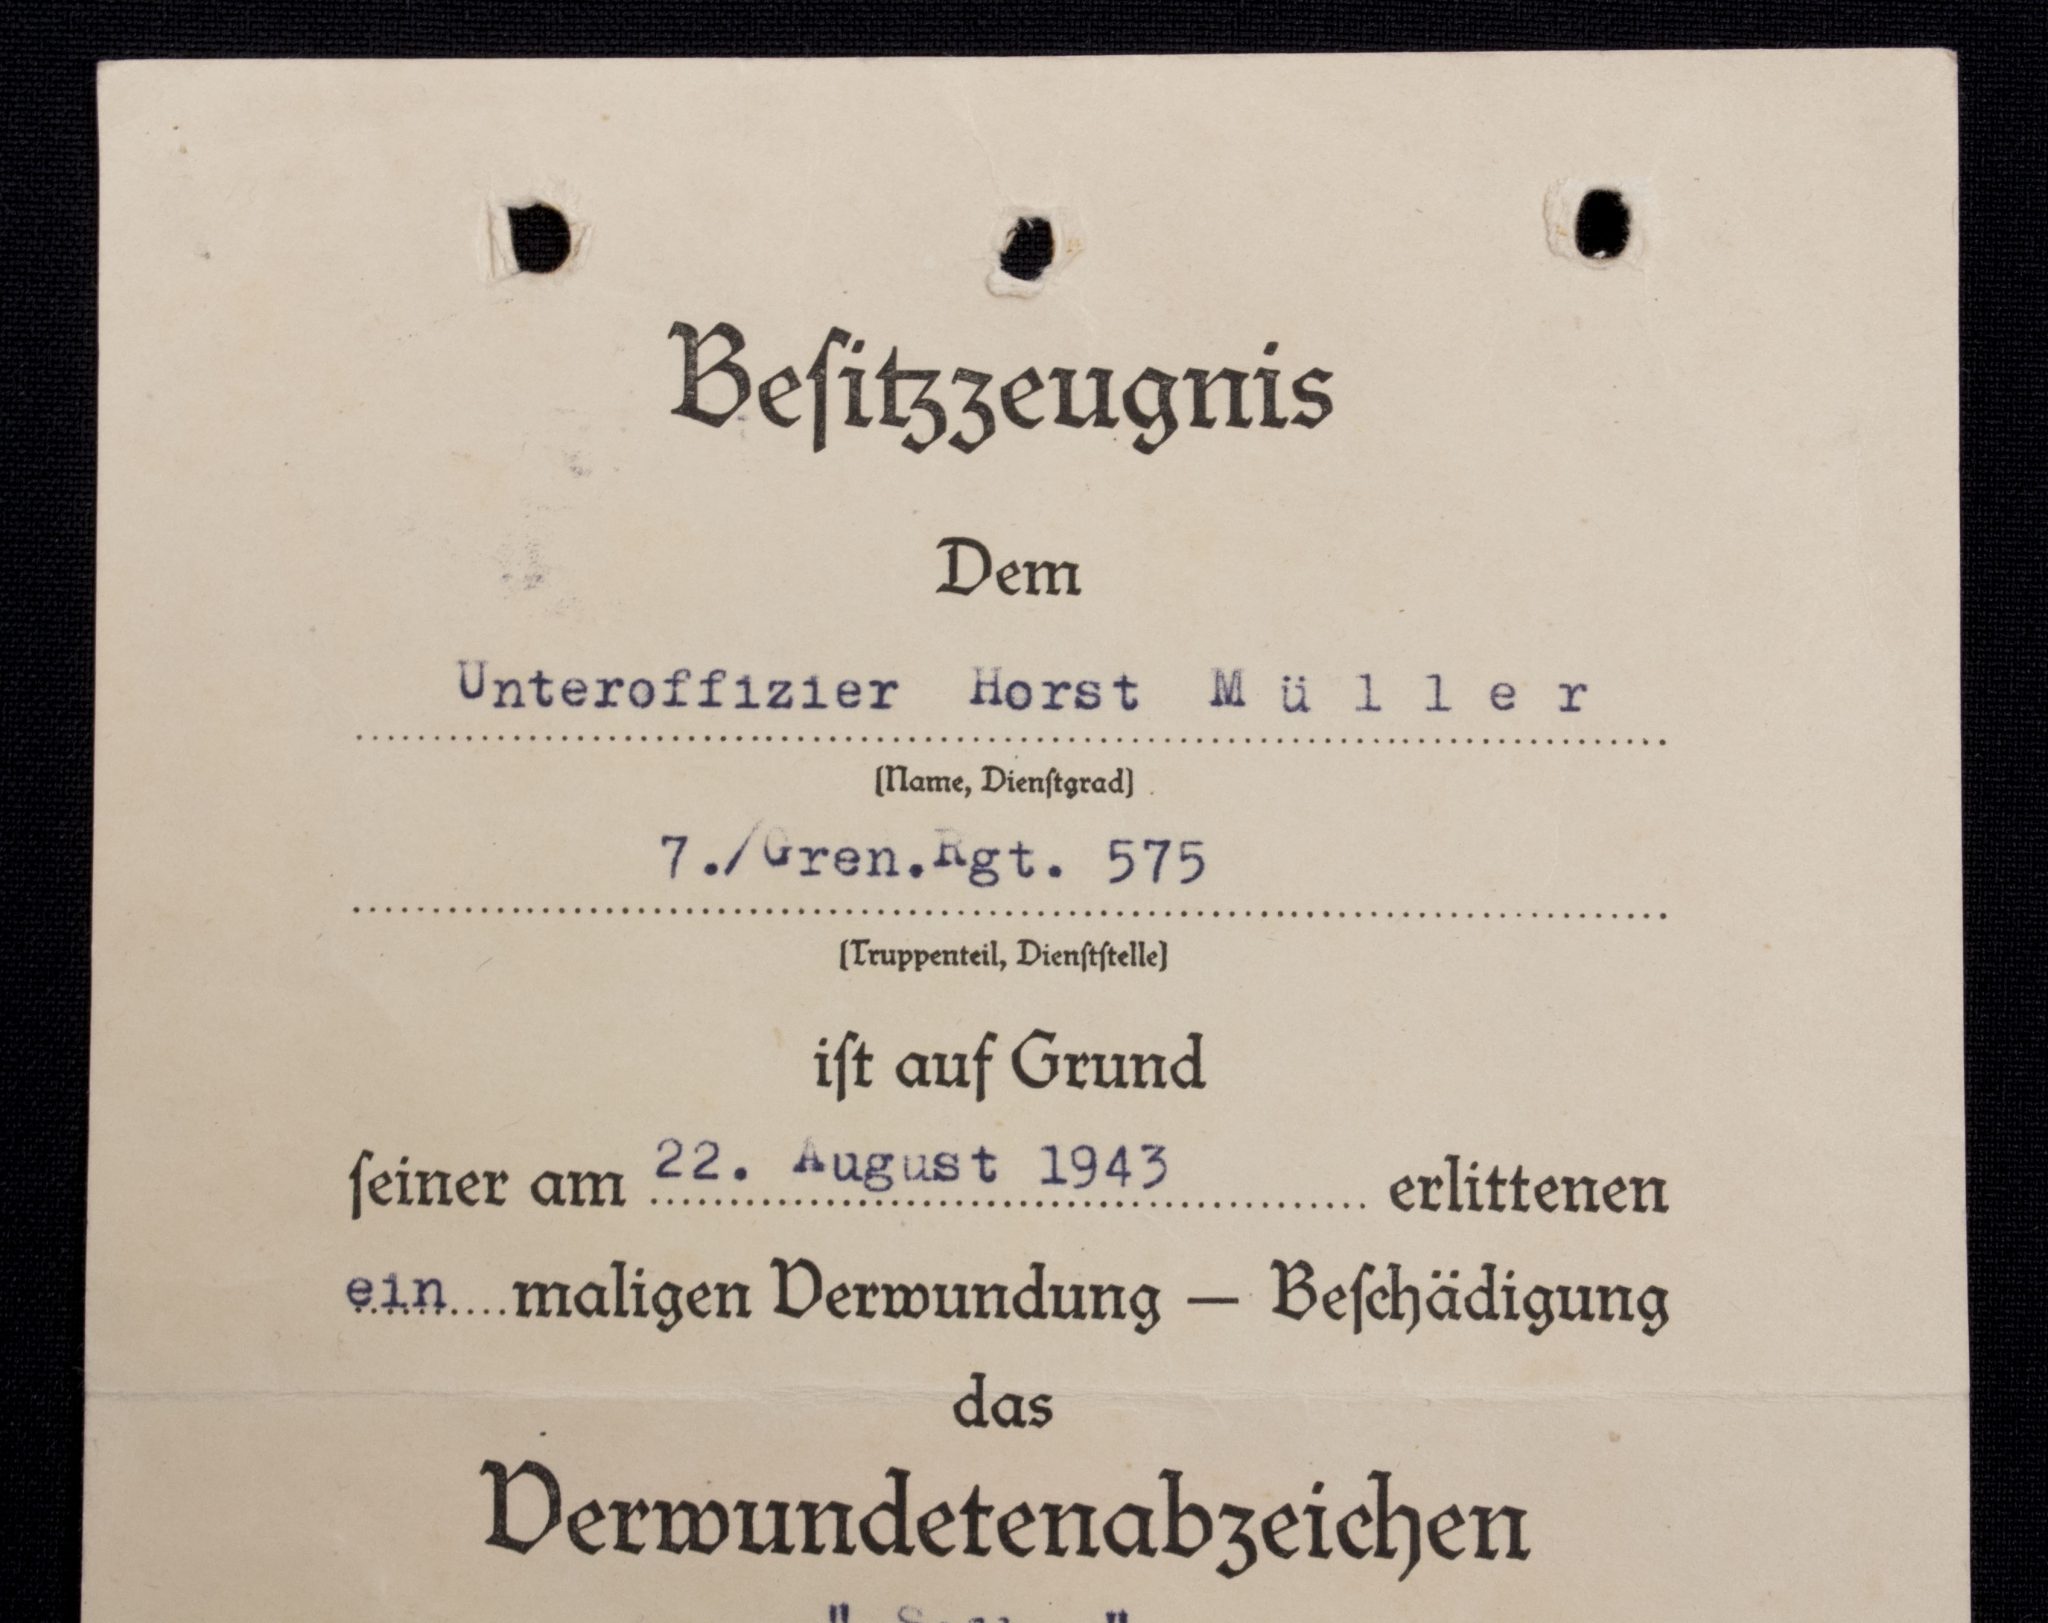 Beſitzzeugnis
Dem
Unteroffizier Horst M ü l l e r
(Name, Dienſtgrad)
7./Gren.Rgt. 575
(Truppenteil, Dienſtſtelle)
iſt auf Grund
ſeiner am 22. August 1943 erlittenen
ein maligen Verwundung — Beſchädigung
das
Verwundetenabzeichen